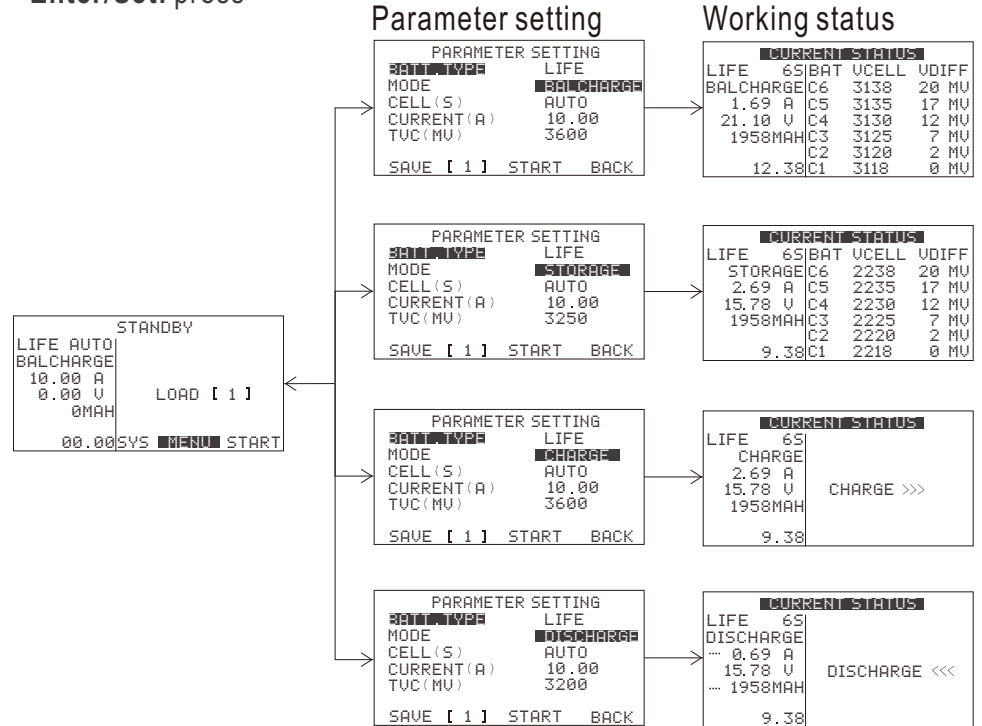 Enter/Set: press
Parameter setting
Working status
STANDBY
LIFE AUTO
BALCHARGE
10.00 A
0.00 V
LOAD [ 1 ]
0MAH
00.00 SYS MENU START
PARAMETER SETTING
BATT.TYPE LIFE
MODE BALCHARGE
CELL(S) AUTO
CURRENT(A) 10.00
TVC(MV) 3600
SAVE [ 1 ] START BACK
CURRENT STATUS
LIFE 6S BAT VCELL VDIFF
BALCHARGE C6 3138 20 MV
1.69 A C5 3135 17 MV
21.10 V C4 3130 12 MV
1958MAH C3 3125 7 MV
C2 3120 2 MV
12.38 C1 3118 0 MV
PARAMETER SETTING
BATT.TYPE LIFE
MODE STORAGE
CELL(S) AUTO
CURRENT(A) 10.00
TVC(MV) 3250
SAVE [ 1 ] START BACK
CURRENT STATUS
LIFE 6S BAT VCELL VDIFF
STORAGE C6 2238 20 MV
2.69 A C5 2235 17 MV
15.78 V C4 2230 12 MV
1958MAH C3 2225 7 MV
C2 2220 2 MV
9.38 C1 2218 0 MV
PARAMETER SETTING
BATT.TYPE LIFE
MODE CHARGE
CELL(S) AUTO
CURRENT(A) 10.00
TVC(MV) 3600
SAVE [ 1 ] START BACK
CURRENT STATUS
LIFE 6S
CHARGE
2.69 A
15.78 V
CHARGE >>>
1958MAH
9.38
PARAMETER SETTING
BATT.TYPE LIFE
MODE DISCHARGE
CELL(S) AUTO
CURRENT(A) 10.00
TVC(MV) 3200
SAVE [ 1 ] START BACK
CURRENT STATUS
LIFE 6S
DISCHARGE
┈ 0.69 A
15.78 V
DISCHARGE <<<
┈ 1958MAH
9.38